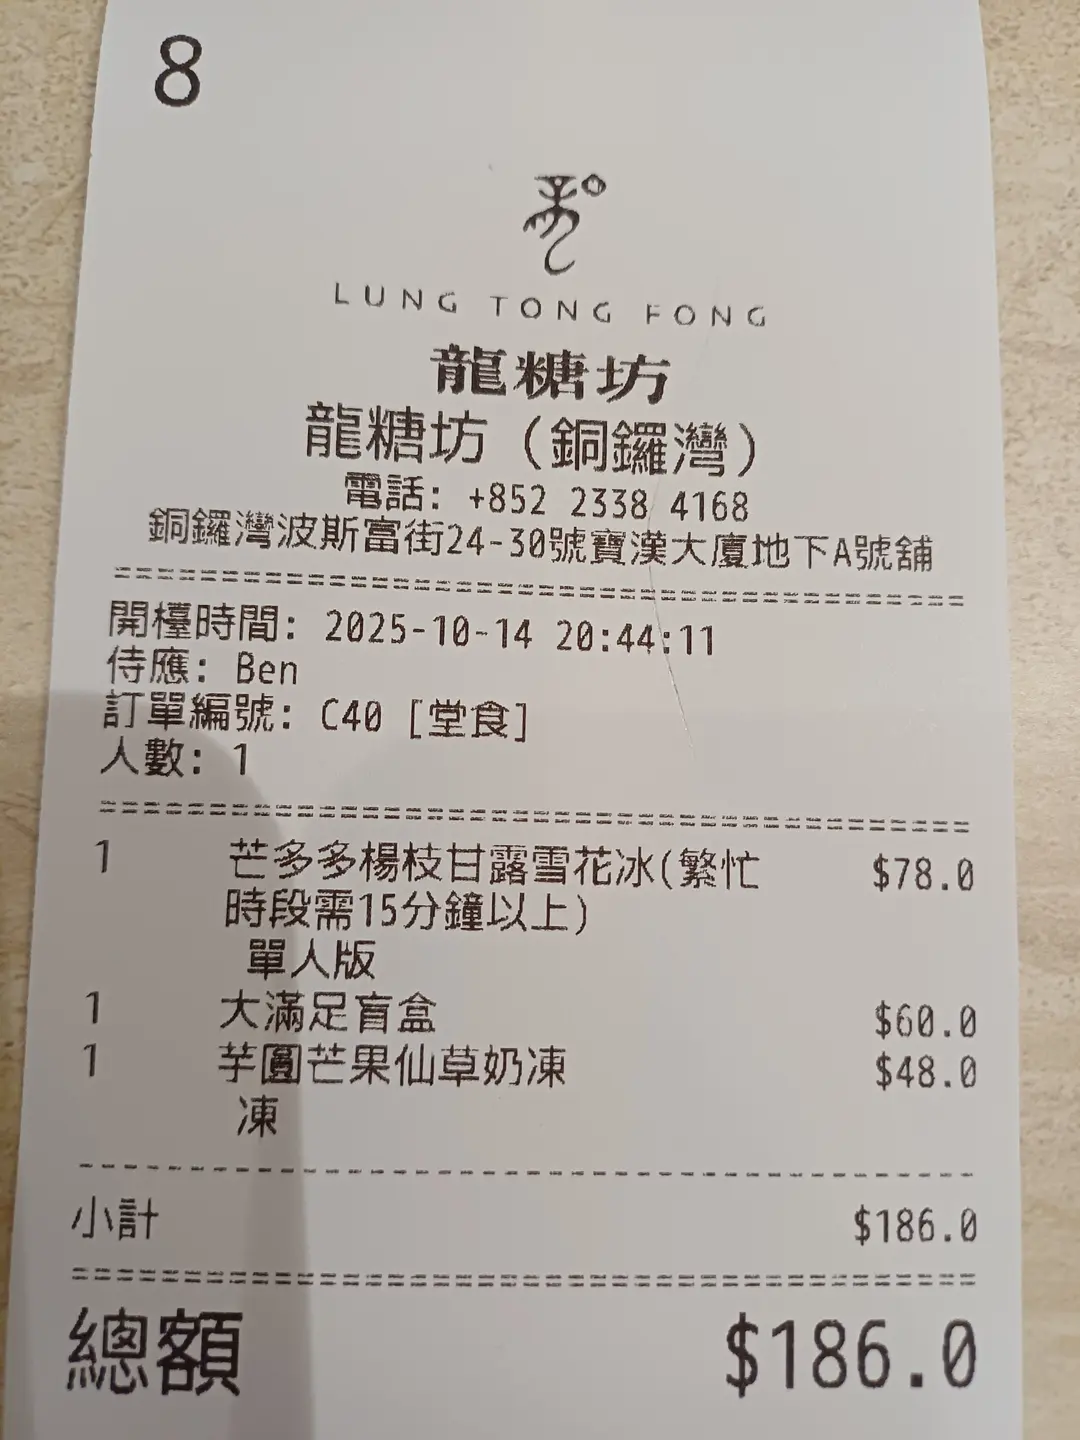 8
LUNG TONG FONG
龍糖坊
龍糖坊 (銅鑼灣)
電話: +852 2338 4168
銅鑼灣波斯富街24-30號寶漢大廈地下A號舖
開檯時間: 2025-10-14 20:44:11
侍應: Ben
訂單編號: C40 [堂食]
人數: 1
1 芒多多楊枝甘露雪花冰(繁忙 $78.0
時段需15分鐘以上)
單人版
1 大滿足盲盒 $60.0
1 芋圓芒果仙草奶凍 $48.0
凍
小計 $186.0
總額 $186.0